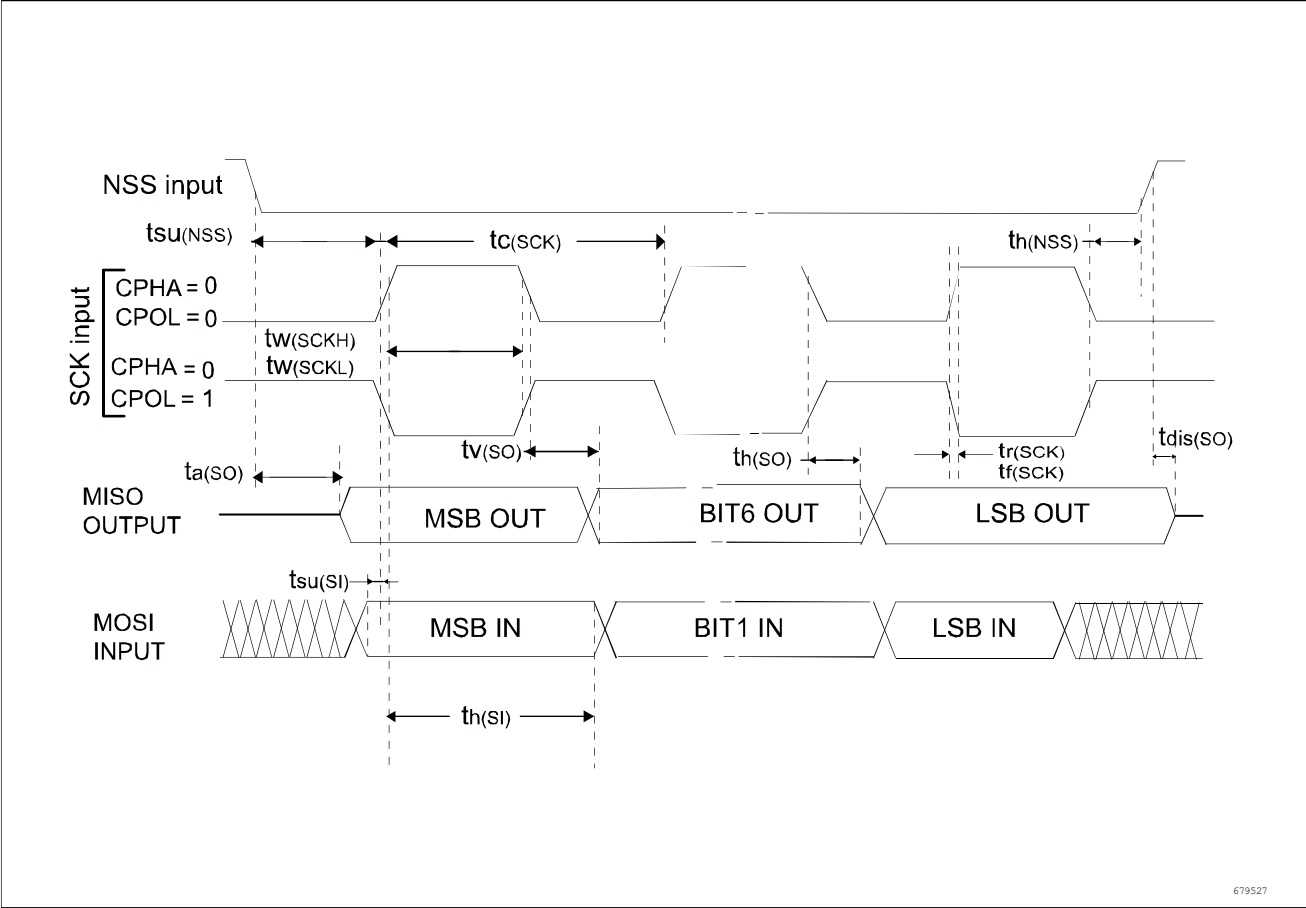 NSS input
tsu(NSS)
tc(SCK)
th(NSS)
SCK input
CPHA = 0
CPOL = 0
tw(SCKH)
tw(SCKL)
CPHA = 0
CPOL = 1
tv(SO)
th(SO)
tr(SCK)
tf(SCK)
tdis(SO)
ta(SO)
MISO
OUTPUT
MSB OUT
BIT6 OUT
LSB OUT
tsu(SI)
MOSI
INPUT
MSB IN
BIT1 IN
LSB IN
th(SI)
679527